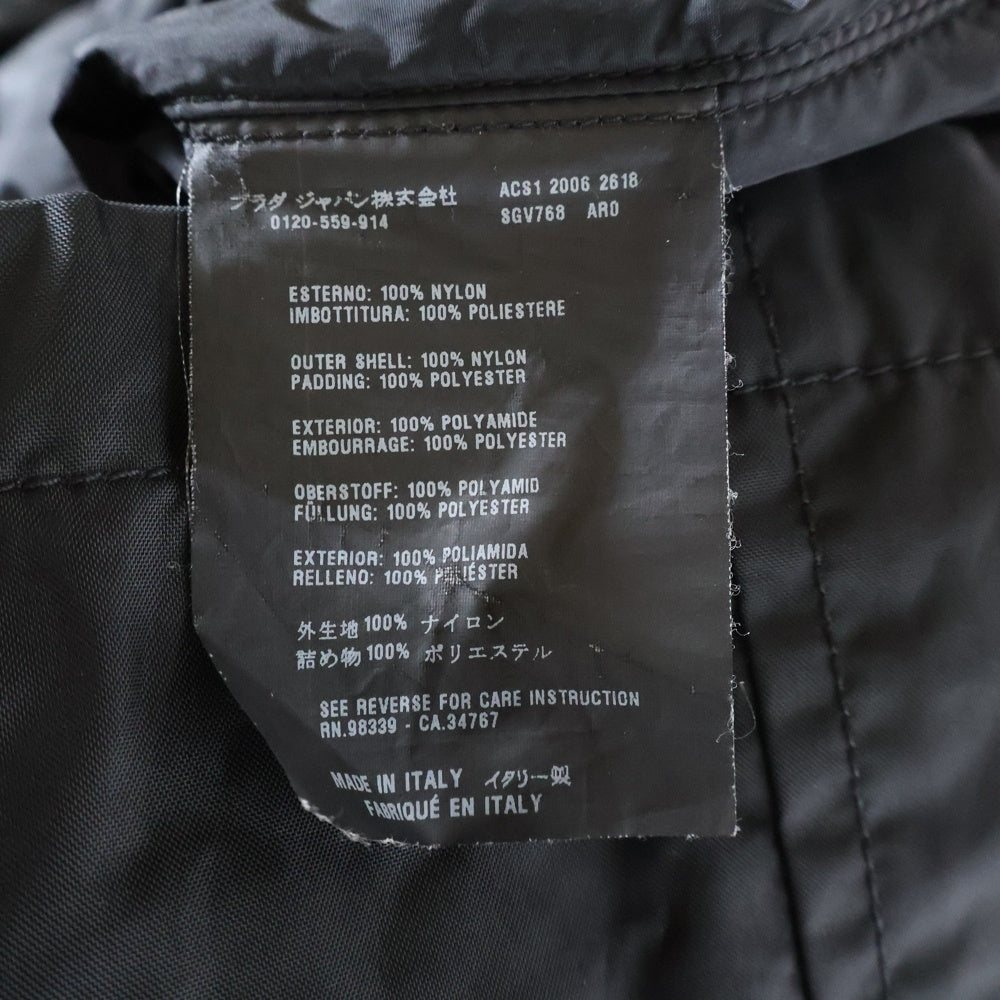 プラダ ジャパン株式会社
0120-559-914
ACS1 2006 2618
SGV768 AR0
ESTERNO: 100% NYLON
IMBOTTITURA: 100% POLIESTERE
OUTER SHELL: 100% NYLON
PADDING: 100% POLYESTER
EXTERIOR: 100% POLYAMIDE
EMBOURRAGE: 100% POLYESTER
OBERSTOFF: 100% POLYAMID
FÜLLUNG: 100% POLYESTER
EXTERIOR: 100% POLIAMIDA
RELLENO: 100% POLIÉSTER
外生地 100% ナイロン
詰め物 100% ポリエステル
SEE REVERSE FOR CARE INSTRUCTION
RN.98339 - CA.34767
MADE IN ITALY イタリー製
FABRIQUÉ EN ITALY